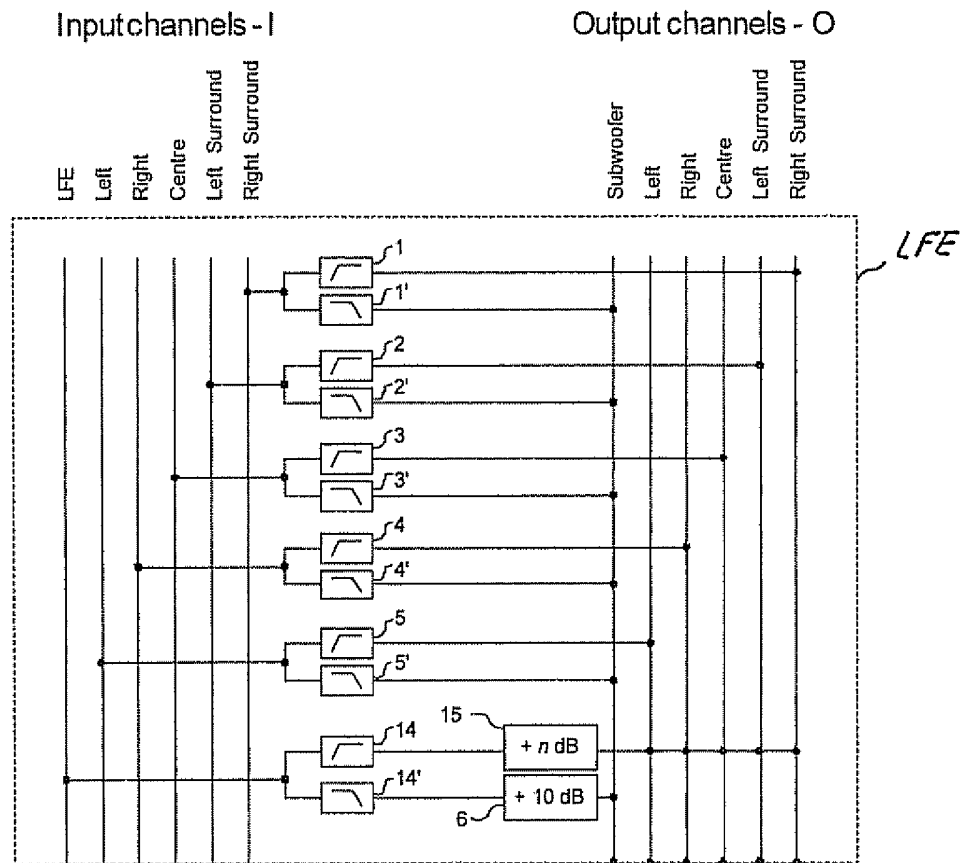 Input channels - I
Output channels - O
LFE
Left
Right
Centre
Left Surround
Right Surround
Subwoofer
Left
Right
Centre
Left Surround
Right Surround
LFE
1
1'
2
2'
3
3'
4
4'
5
5'
14
15
+ n dB
14'
+ 10 dB
6